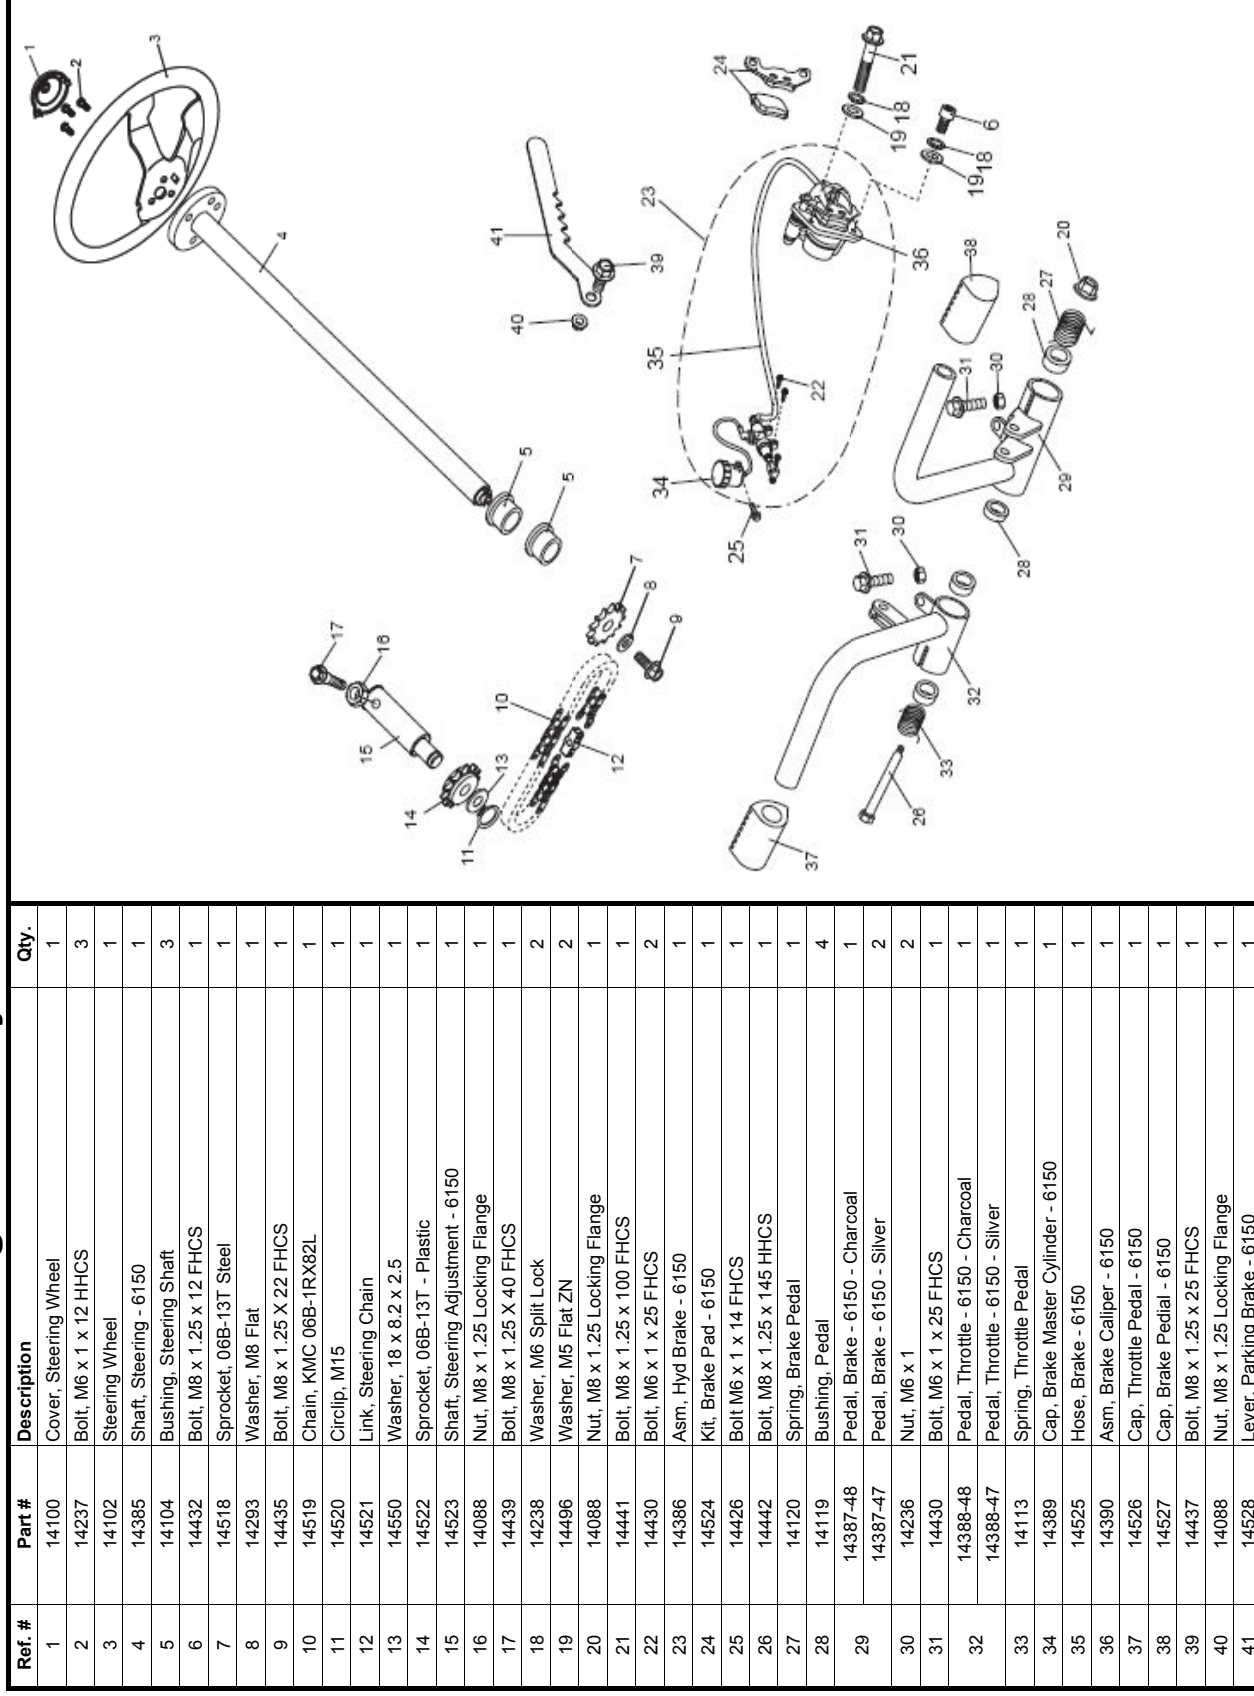 Ref. # Part # Description Qty.
1 14100 Cover, Steering Wheel 1
2 14237 Bolt, M6 x 1 x 12 HHCS 3
3 14102 Steering Wheel 1
4 14385 Shaft, Steering - 6150 1
5 14104 Bushing, Steering Shaft 3
6 14432 Bolt, M8 x 1.25 x 12 FHCS 1
7 14518 Sprocket, 06B-13T Steel 1
8 14293 Washer, M8 Flat 1
9 14435 Bolt, M8 x 1.25 X 22 FHCS 1
10 14519 Chain, KMC 06B-1RX82L 1
11 14520 Circlip, M15 1
12 14521 Link, Steering Chain 1
13 14550 Washer, 18 x 8.2 x 2.5 1
14 14522 Sprocket, 06B-13T - Plastic 1
15 14523 Shaft, Steering Adjustment - 6150 1
16 14088 Nut, M8 x 1.25 Locking Flange 1
17 14439 Bolt, M8 x 1.25 X 40 FHCS 1
18 14238 Washer, M6 Split Lock 2
19 14496 Washer, M5 Flat ZN 2
20 14088 Nut, M8 x 1.25 Locking Flange 1
21 14441 Bolt, M8 x 1.25 x 100 FHCS 1
22 14430 Bolt, M6 x 1 x 25 FHCS 2
23 14386 Asm, Hyd Brake - 6150 1
24 14524 Kit, Brake Pad - 6150 1
25 14426 Bolt M6 x 1 x 14 FHCS 1
26 14442 Bolt, M8 x 1.25 x 145 HHCS 1
27 14120 Spring, Brake Pedal 1
28 14119 Bushing, Pedal 4
29 14387-48 Pedal, Brake - 6150 - Charcoal 1
14387-47 Pedal, Brake - 6150 - Silver 2
30 14236 Nut, M6 x 1 2
31 14430 Bolt, M6 x 1 x 25 FHCS 1
32 14388-48 Pedal, Throttle - 6150 - Charcoal 1
14388-47 Pedal, Throttle - 6150 - Silver 1
33 14113 Spring, Throttle Pedal 1
34 14389 Cap, Brake Master Cylinder - 6150 1
35 14525 Hose, Brake - 6150 1
36 14390 Asm, Brake Caliper - 6150 1
37 14526 Cap, Throttle Pedal - 6150 1
38 14527 Cap, Brake Pedial - 6150 1
39 14437 Bolt, M8 x 1.25 x 25 FHCS 1
40 14088 Nut, M8 x 1.25 Locking Flange 1
41 14528 Lever, Parking Brake - 6150 1
1
2
3
4
5
5
17
16
15
14
13
11
10
12
7
8
9
41
39
40
24
21
18
19
6
18
19
23
36
35
34
22
25
38
20
27
28
31
30
29
28
31
30
32
33
26
37